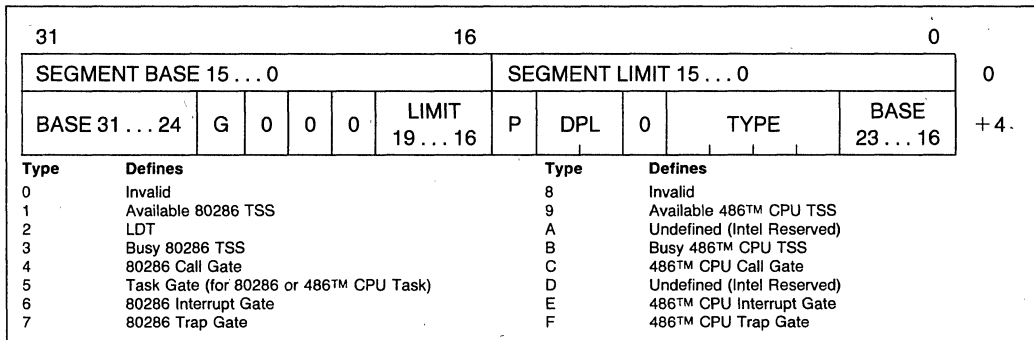 31 16 0
SEGMENT BASE 15 . . . 0 SEGMENT LIMIT 15 . . . 0 0
BASE 31 . . . 24 G 0 0 0 LIMIT 19 . . . 16 P DPL 0 TYPE BASE 23 . . . 16 +4
Type Defines Type Defines
0 Invalid 8 Invalid
1 Available 80286 TSS 9 Available 486™ CPU TSS
2 LDT A Undefined (Intel Reserved)
3 Busy 80286 TSS B Busy 486™ CPU TSS
4 80286 Call Gate C 486™ CPU Call Gate
5 Task Gate (for 80286 or 486™ CPU Task) D Undefined (Intel Reserved)
6 80286 Interrupt Gate E 486™ CPU Interrupt Gate
7 80286 Trap Gate F 486™ CPU Trap Gate